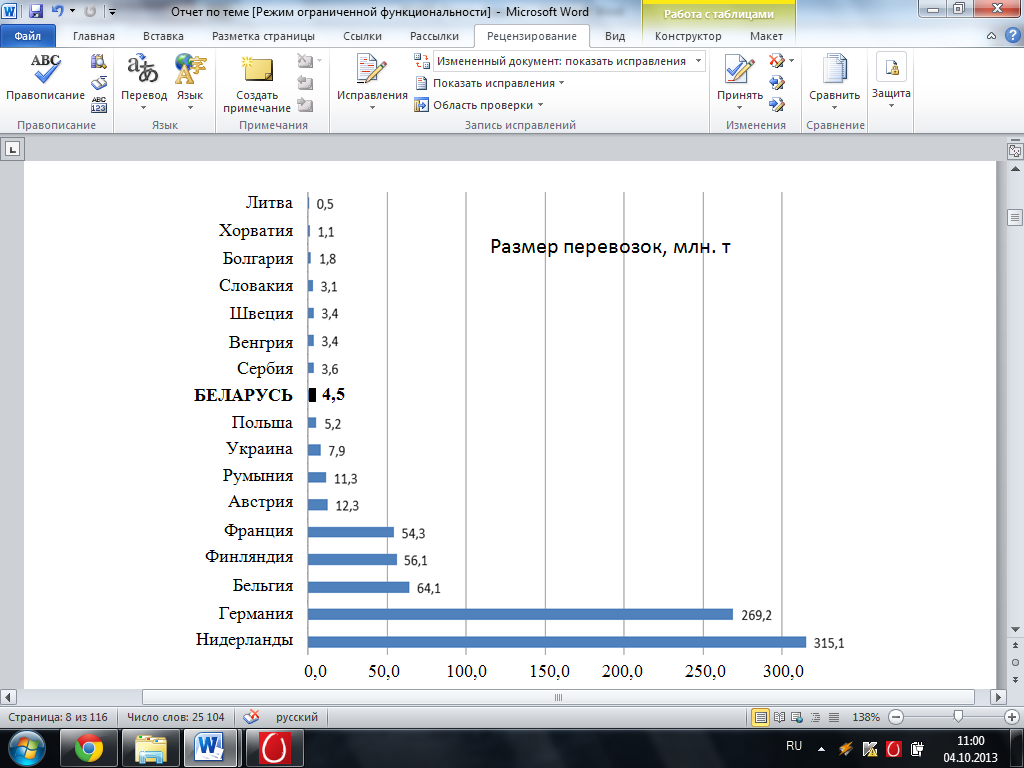 Отчет по теме [Режим ограниченной функциональности] - Microsoft Word
Работа с таблицами
Файл Главная Вставка Разметка страницы Ссылки Рассылки Рецензирование Вид Конструктор Макет
ABC Правописание
ABC 123
Перевод Язык
Создать примечание
Исправления
Измененный документ: показать исправления
Показать исправления
Область проверки
Принять
Сравнить
Защита
Правописание Язык Примечания Запись исправлений Изменения Сравнение
Размер перевозок, млн. т
Литва 0,5
Хорватия 1,1
Болгария 1,8
Словакия 3,1
Швеция 3,4
Венгрия 3,4
Сербия 3,6
БЕЛАРУСЬ 4,5
Польша 5,2
Украина 7,9
Румыния 11,3
Австрия 12,3
Франция 54,3
Финляндия 56,1
Бельгия 64,1
Германия 269,2
Нидерланды 315,1
0,0 50,0 100,0 150,0 200,0 250,0 300,0
Страница: 8 из 116 Число слов: 25 104 русский 138%
RU 11:00
04.10.2013